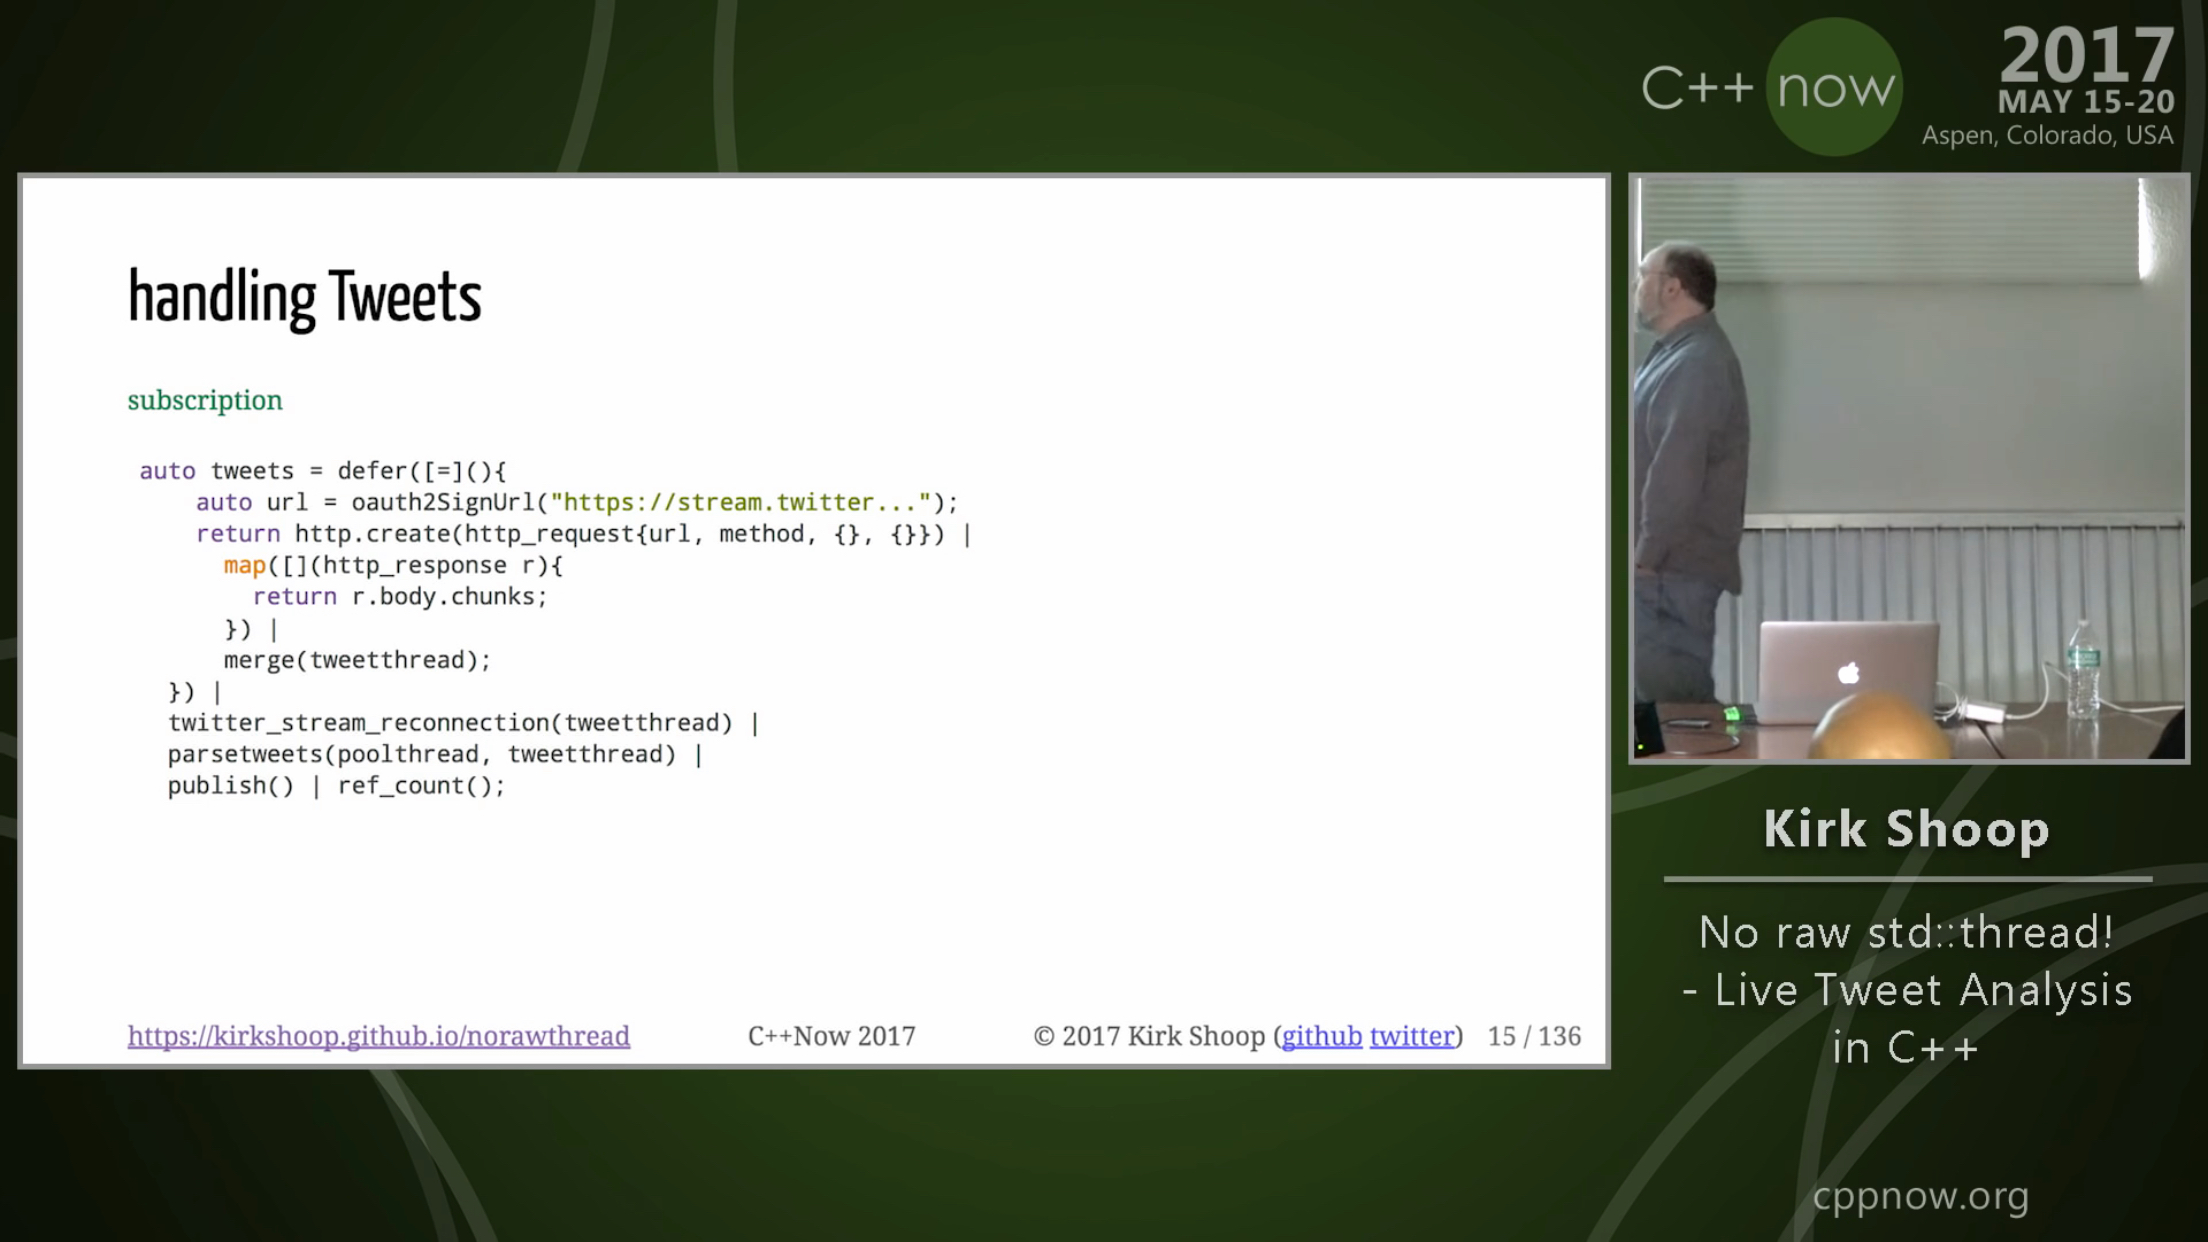 C++ now
2017
MAY 15-20
Aspen, Colorado, USA
handling Tweets
subscription
auto tweets = defer([=](){
auto url = oauth2SignUrl("https://stream.twitter...");
return http.create(http_request{url, method, {}, {}}) |
map([](http_response r){
return r.body.chunks;
}) |
merge(tweetthread);
}) |
twitter_stream_reconnection(tweetthread) |
parsetweets(poolthread, tweetthread) |
publish() | ref_count();
https://kirkshoop.github.io/norawthread C++Now 2017 © 2017 Kirk Shoop (github twitter) 15 / 136
Kirk Shoop
No raw std::thread!
- Live Tweet Analysis
in C++
cppnow.org